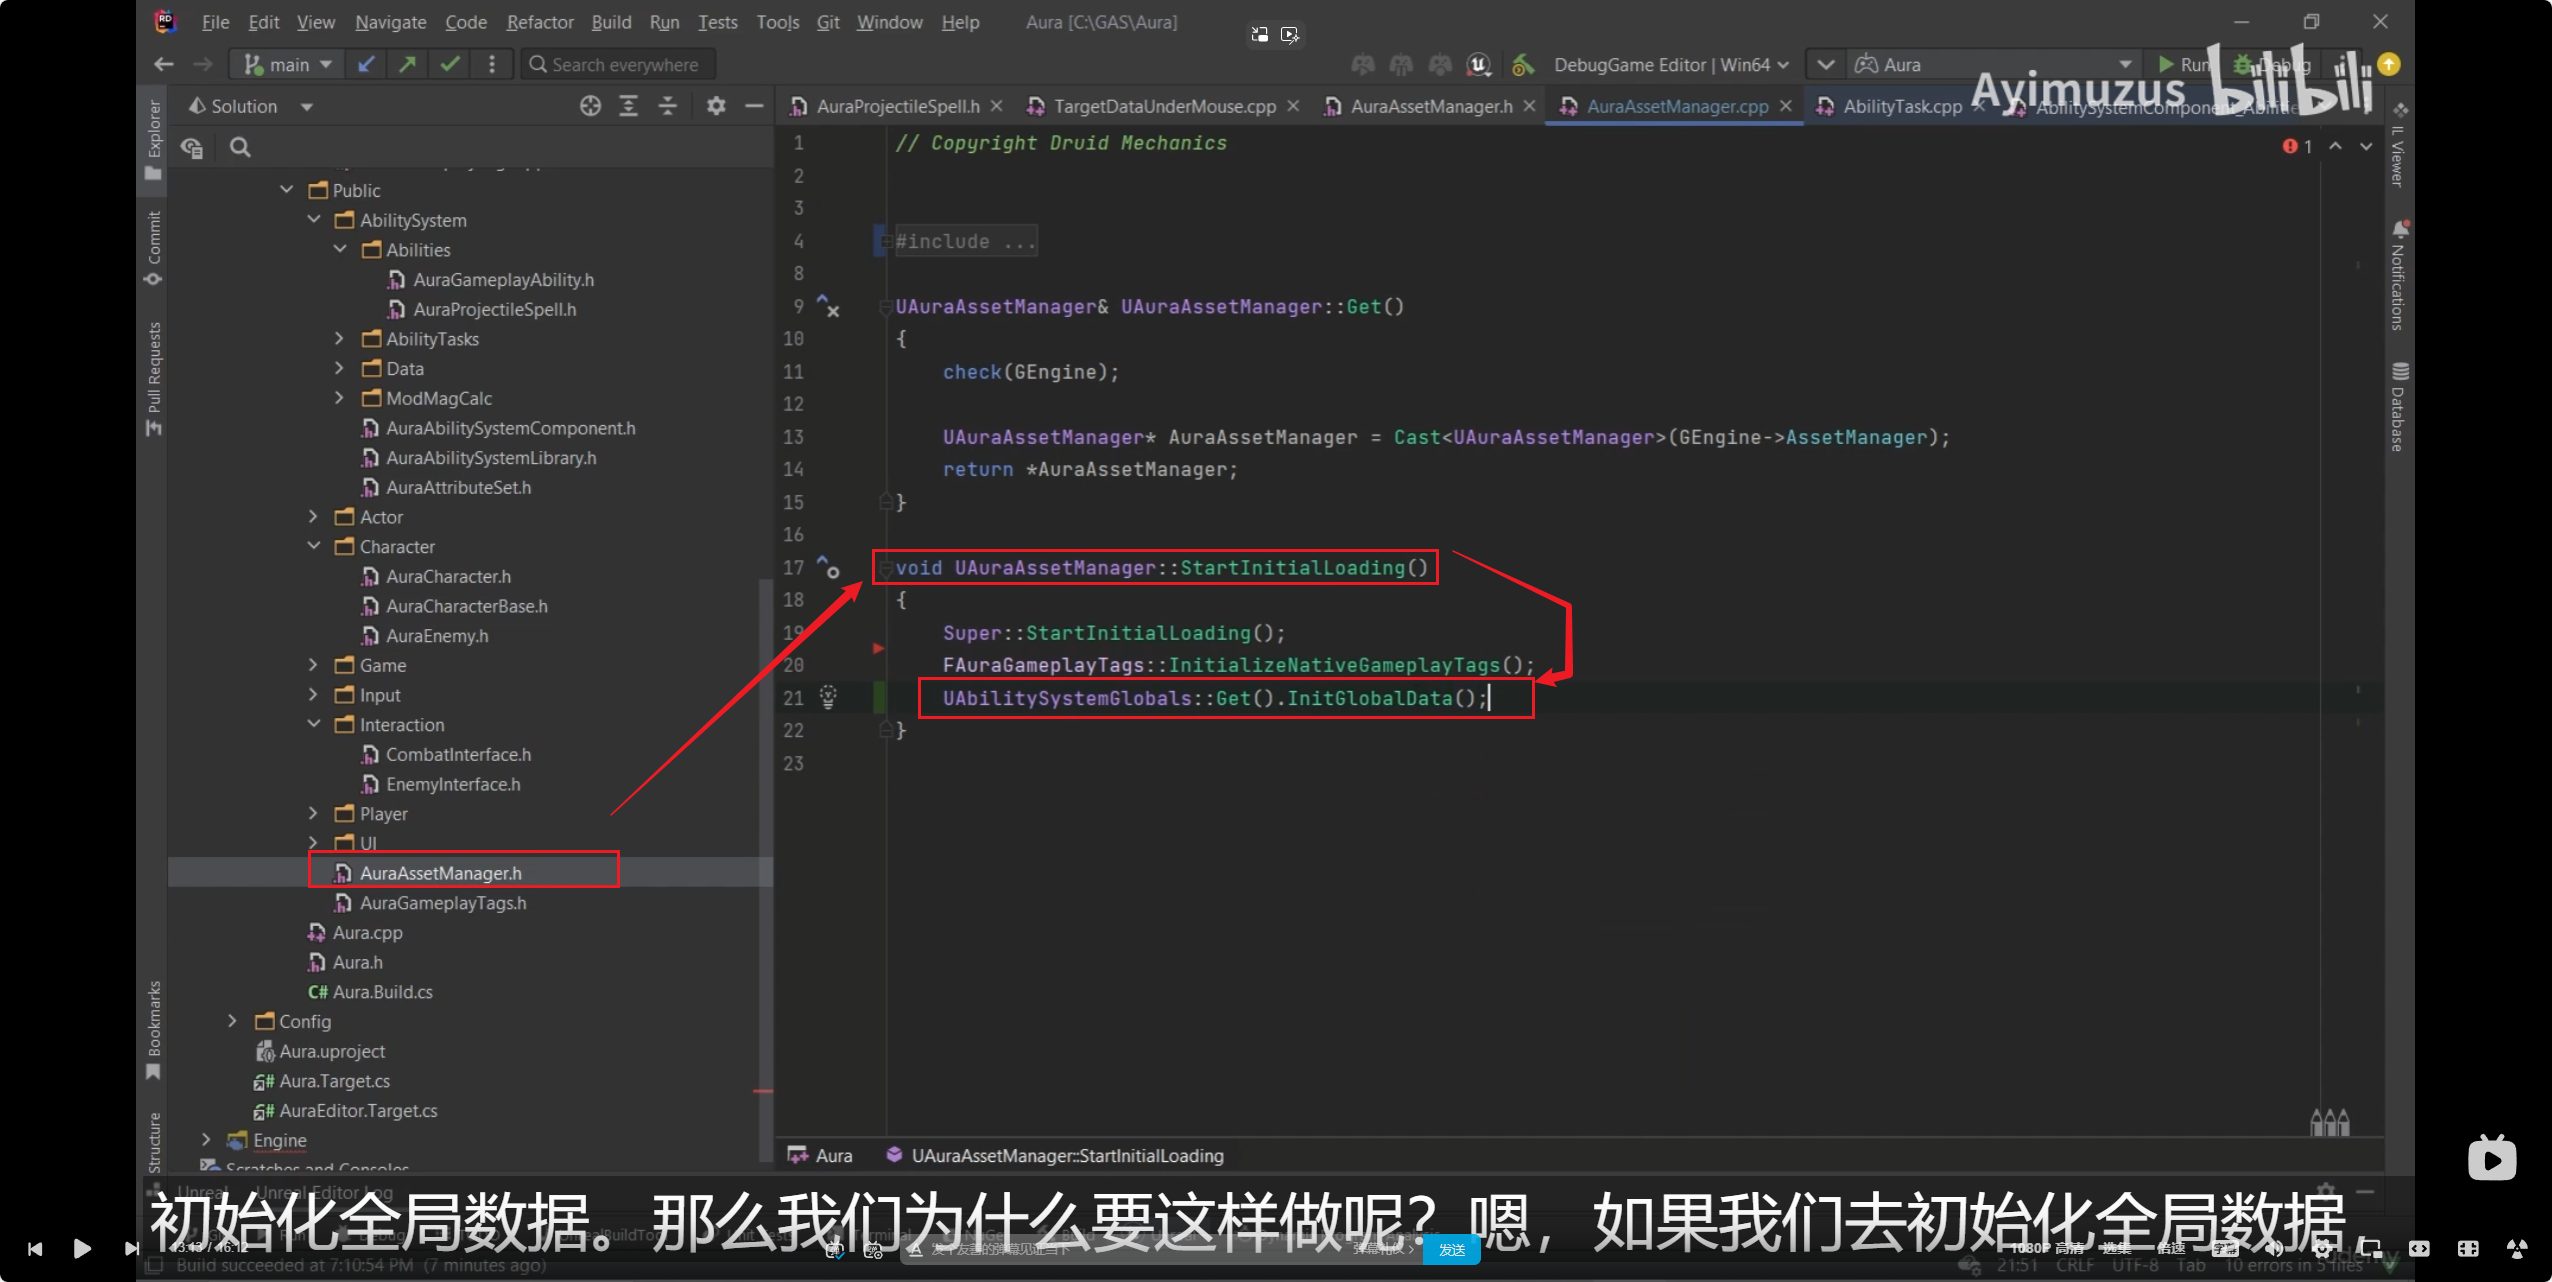 File Edit View Navigate Code Refactor Build Run Tests Tools Git Window Help Aura [C:\GAS\Aura]
main Search everywhere DebugGame Editor | Win64 Aura Run Debug
Ayimuzus bilibili
Solution
AuraProjectileSpell.h TargetDataUnderMouse.cpp AuraAssetManager.h AuraAssetManager.cpp AbilityTask.cpp
Explorer
Commit
Pull Requests
Bookmarks
Structure
Public
AbilitySystem
Abilities
AuraGameplayAbility.h
AuraProjectileSpell.h
AbilityTasks
Data
ModMagCalc
AuraAbilitySystemComponent.h
AuraAbilitySystemLibrary.h
AuraAttributeSet.h
Actor
Character
AuraCharacter.h
AuraCharacterBase.h
AuraEnemy.h
Game
Input
Interaction
CombatInterface.h
EnemyInterface.h
Player
UI
AuraAssetManager.h
AuraGameplayTags.h
Aura.cpp
Aura.h
C# Aura.Build.cs
Config
Aura.uproject
Aura.Target.cs
AuraEditor.Target.cs
Engine
Scratches and Consoles
1 // Copyright Druid Mechanics
2
3
4 #include ...
8
9 UAuraAssetManager& UAuraAssetManager::Get()
10 {
11 check(GEngine);
12
13 UAuraAssetManager* AuraAssetManager = Cast<UAuraAssetManager>(GEngine->AssetManager);
14 return *AuraAssetManager;
15 }
16
17 void UAuraAssetManager::StartInitialLoading()
18 {
19 Super::StartInitialLoading();
20 FAuraGameplayTags::InitializeNativeGameplayTags();
21 UAbilitySystemGlobals::Get().InitGlobalData();
22 }
23
1
IL Viewer
Notifications
Database
Aura UAuraAssetManager::StartInitialLoading
Unreal Unreal Editor Log
初始化全局数据。 那么我们为什么要这样做呢？嗯，如果我们去初始化全局数据，
发送
1080P 高清 选集 倍速 字幕
Build succeeded at 7:10:54 PM (7 minutes ago)
21:51 CRLF UTF-8 Tab 10 errors in 5 files